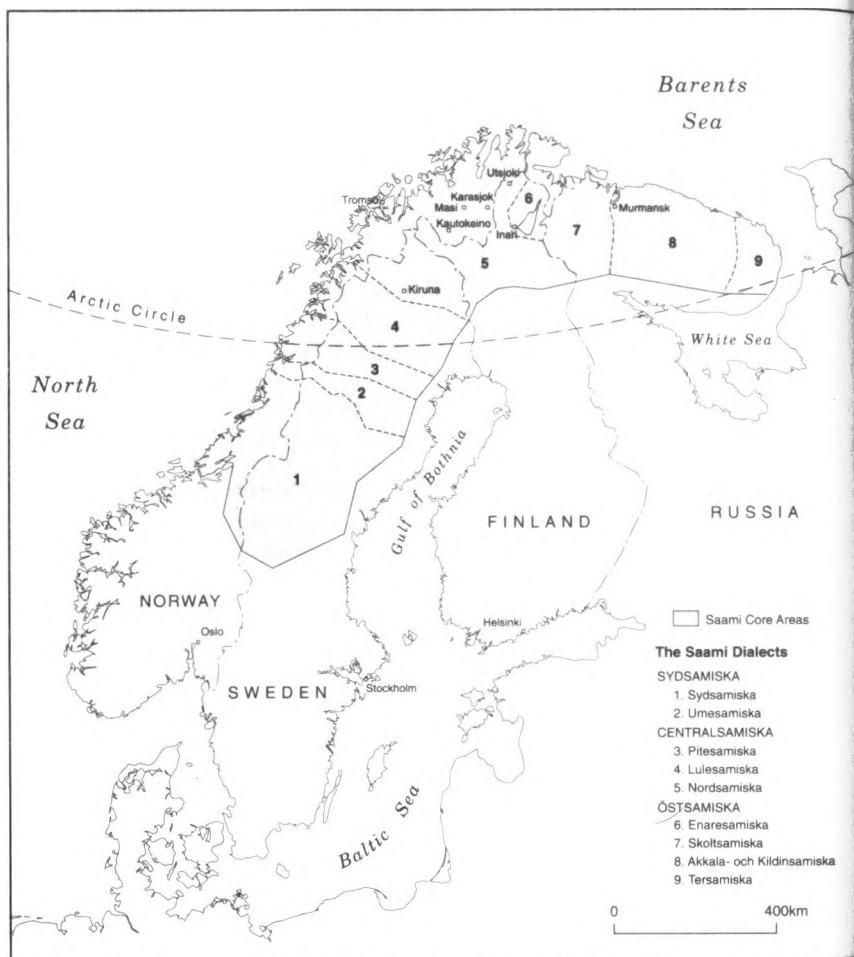 Barents
Sea
Utsjoki
Tromsø
Karasjok
6
Masi
Murmansk
Kautokeino
Inari
7
8
5
9
Kiruna
Arctic Circle
4
White Sea
3
North
Sea
2
Gulf of Bothnia
1
FINLAND
RUSSIA
NORWAY
Oslo
Helsinki
Saami Core Areas
The Saami Dialects
SWEDEN
Stockholm
SYDSAMISKA
1. Sydsamiska
2. Umesamiska
CENTRALSAMISKA
3. Pitesamiska
4. Lulesamiska
5. Nordsamiska
ÖSTSAMISKA
6. Enaresamiska
7. Skoltsamiska
8. Akkala- och Kildinsamiska
9. Tersamiska
Baltic Sea
0 400km